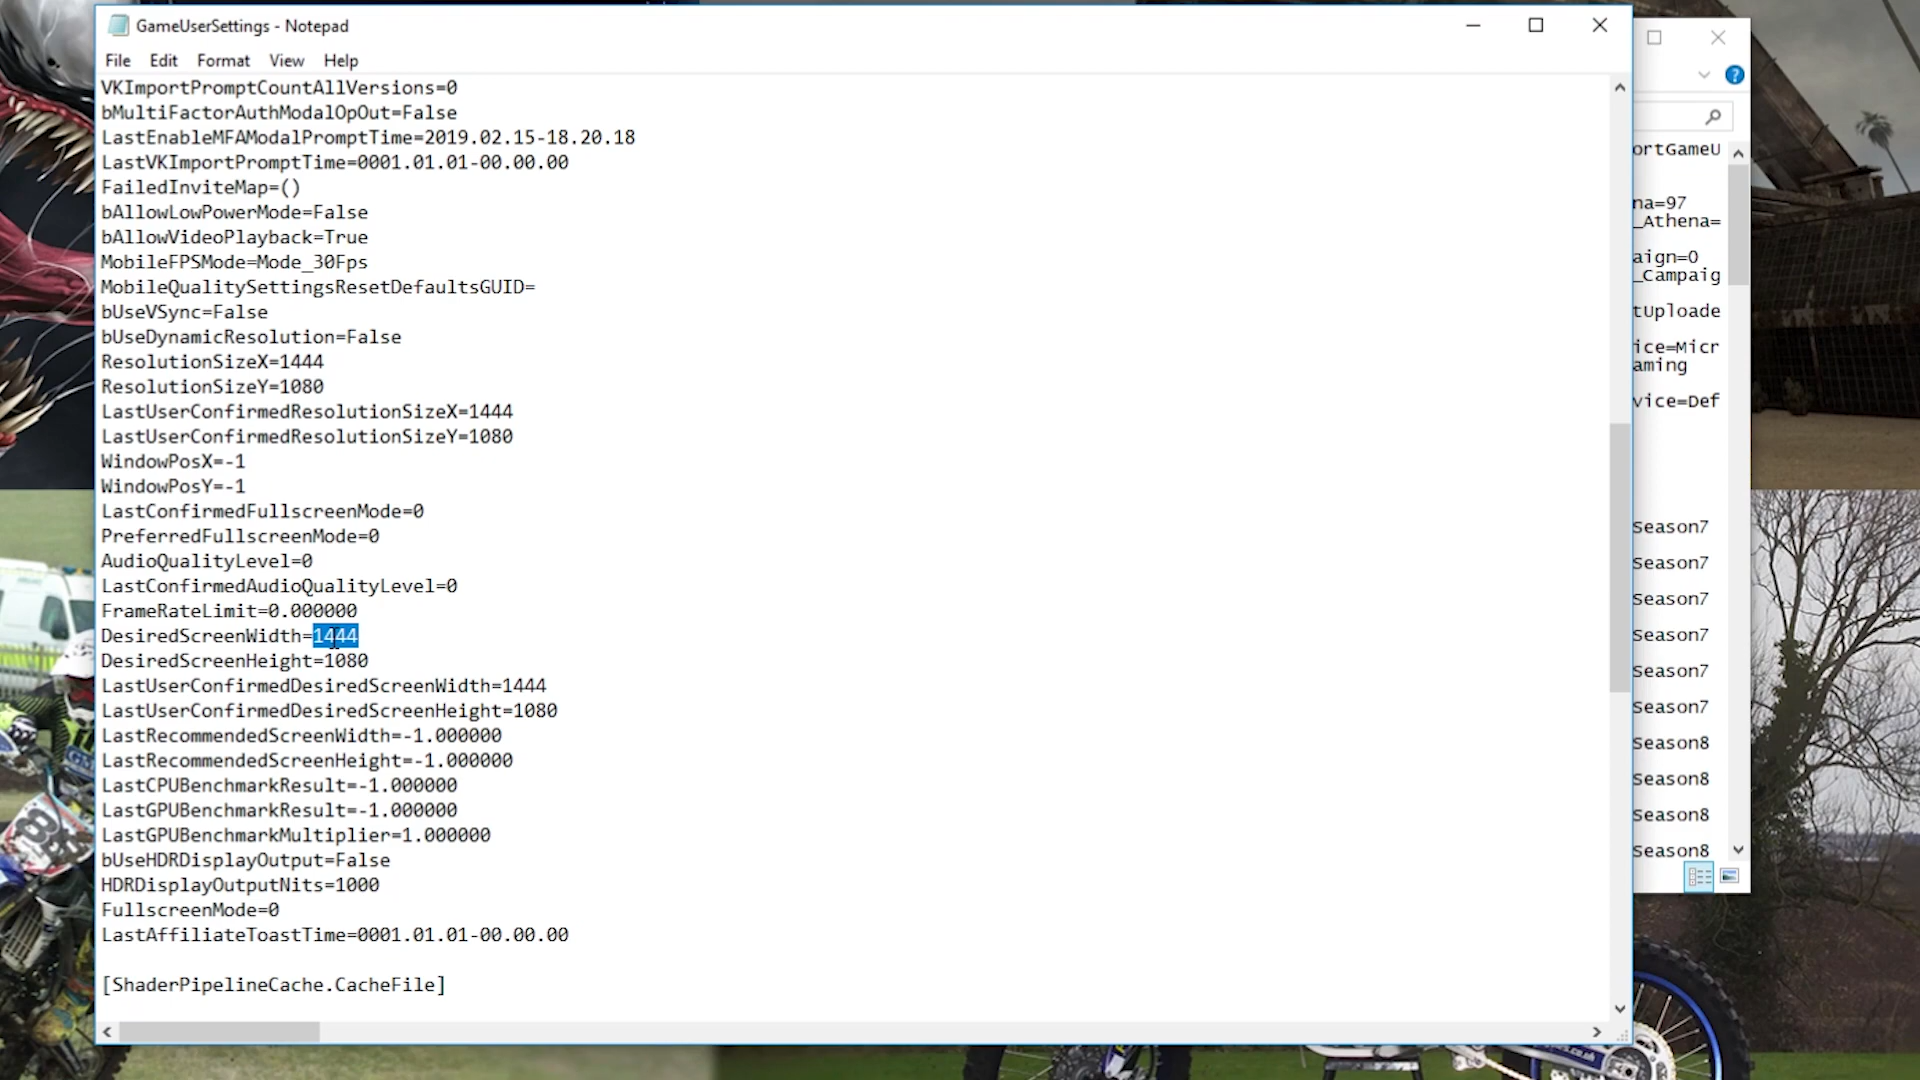 GameUserSettings - Notepad
File Edit Format View Help
VKImportPromptCountAllVersions=0
bMultiFactorAuthModalOpOut=False
LastEnableMFAModalPromptTime=2019.02.15-18.20.18
LastVKImportPromptTime=0001.01.01-00.00.00
FailedInviteMap=()
bAllowLowPowerMode=False
bAllowVideoPlayback=True
MobileFPSMode=Mode_30Fps
MobileQualitySettingsResetDefaultsGUID=
bUseVSync=False
bUseDynamicResolution=False
ResolutionSizeX=1444
ResolutionSizeY=1080
LastUserConfirmedResolutionSizeX=1444
LastUserConfirmedResolutionSizeY=1080
WindowPosX=-1
WindowPosY=-1
LastConfirmedFullscreenMode=0
PreferredFullscreenMode=0
AudioQualityLevel=0
LastConfirmedAudioQualityLevel=0
FrameRateLimit=0.000000
DesiredScreenWidth=1444
DesiredScreenHeight=1080
LastUserConfirmedDesiredScreenWidth=1444
LastUserConfirmedDesiredScreenHeight=1080
LastRecommendedScreenWidth=-1.000000
LastRecommendedScreenHeight=-1.000000
LastCPUBenchmarkResult=-1.000000
LastGPUBenchmarkResult=-1.000000
LastGPUBenchmarkMultiplier=1.000000
bUseHDRDisplayOutput=False
HDRDisplayOutputNits=1000
FullscreenMode=0
LastAffiliateToastTime=0001.01.01-00.00.00
[ShaderPipelineCache.CacheFile]
?
ortGameU
na=97
_Athena=
aign=0
_Campaig
tUploade
ice=Micr
aming
vice=Def
Season7
Season7
Season7
Season7
Season7
Season7
Season8
Season8
Season8
Season8